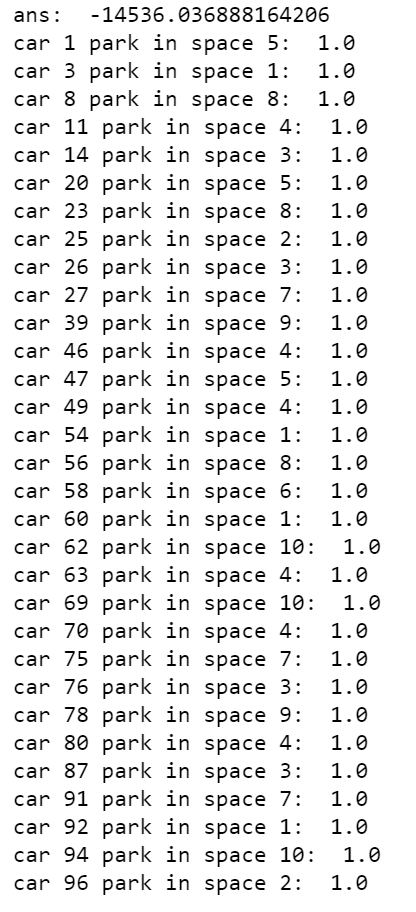 ans:  -14536.036888164206
car 1 park in space 5:  1.0
car 3 park in space 1:  1.0
car 8 park in space 8:  1.0
car 11 park in space 4:  1.0
car 14 park in space 3:  1.0
car 20 park in space 5:  1.0
car 23 park in space 8:  1.0
car 25 park in space 2:  1.0
car 26 park in space 3:  1.0
car 27 park in space 7:  1.0
car 39 park in space 9:  1.0
car 46 park in space 4:  1.0
car 47 park in space 5:  1.0
car 49 park in space 4:  1.0
car 54 park in space 1:  1.0
car 56 park in space 8:  1.0
car 58 park in space 6:  1.0
car 60 park in space 1:  1.0
car 62 park in space 10:  1.0
car 63 park in space 4:  1.0
car 69 park in space 10:  1.0
car 70 park in space 4:  1.0
car 75 park in space 7:  1.0
car 76 park in space 3:  1.0
car 78 park in space 9:  1.0
car 80 park in space 4:  1.0
car 87 park in space 3:  1.0
car 91 park in space 7:  1.0
car 92 park in space 1:  1.0
car 94 park in space 10:  1.0
car 96 park in space 2:  1.0